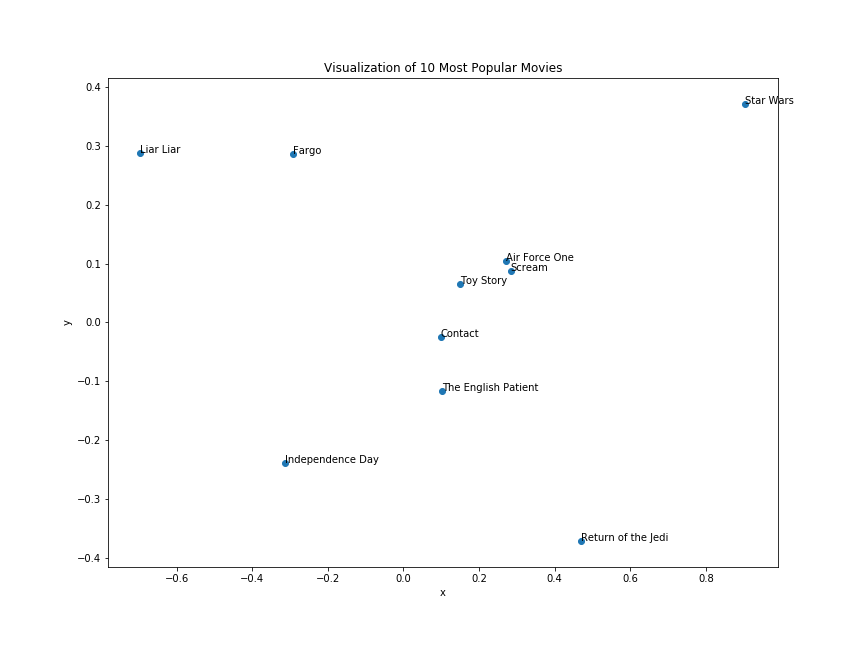 Visualization of 10 Most Popular Movies
0.4
Star Wars
0.3
Liar Liar
Fargo
0.2
0.1
Air Force One
Scream
Toy Story
0.0
Contact
y
−0.1
The English Patient
−0.2
Independence Day
−0.3
Return of the Jedi
−0.4
−0.6 −0.4 −0.2 0.0 0.2 0.4 0.6 0.8
x